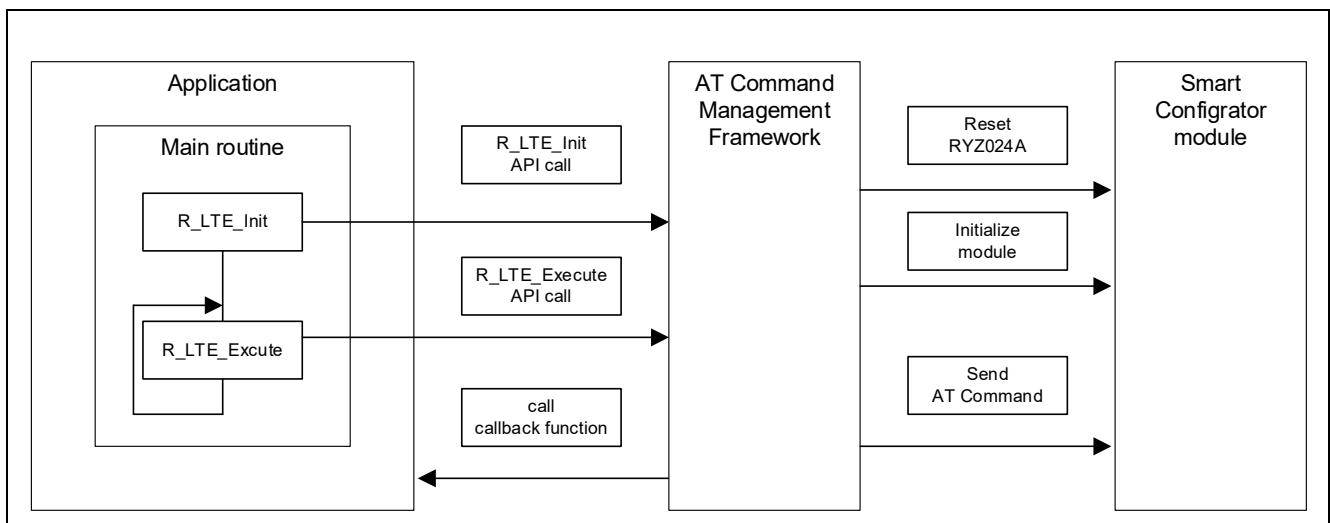 Application
Main routine
R_LTE_Init
R_LTE_Excute
R_LTE_Init
API call
R_LTE_Execute
API call
call
callback function
AT Command
Management
Framework
Reset
RYZ024A
Initialize
module
Send
AT Command
Smart
Configrator
module